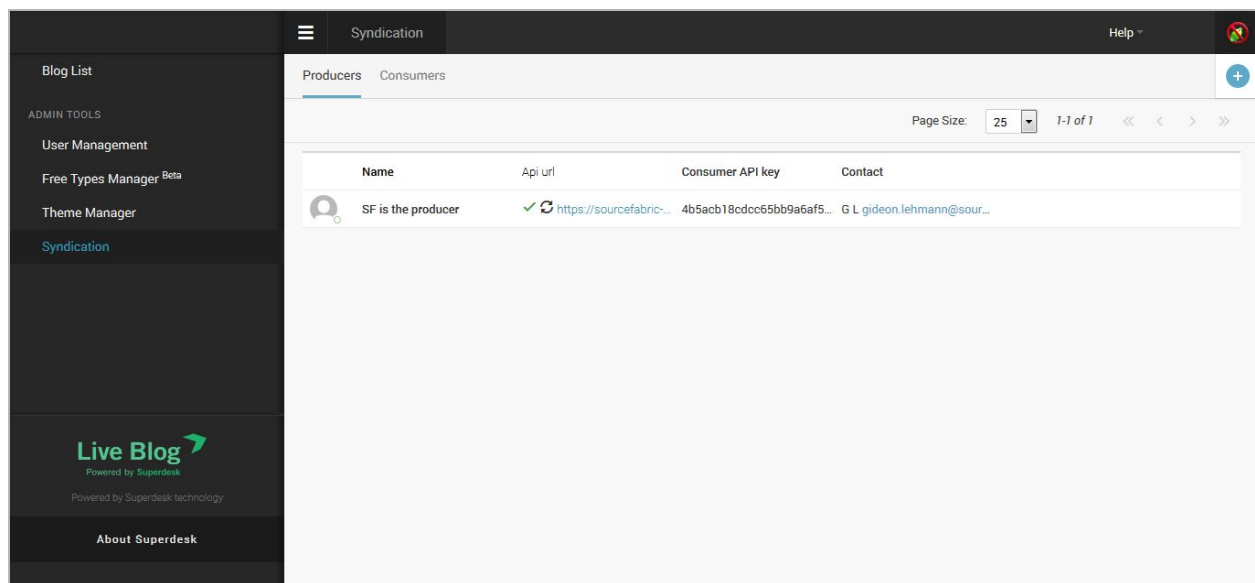 Syndication
Help
Blog List
Producers Consumers
ADMIN TOOLS
Page Size: 25 1-1 of 1
User Management
Name Api url Consumer API key Contact
Free Types Manager Beta
SF is the producer https://sourcefabric-... 4b5acb18cdcc65bb9a6af5... G L gideon.lehmann@sour...
Theme Manager
Syndication
Live Blog
Powered by Superdesk
Powered by Superdesk technology
About Superdesk